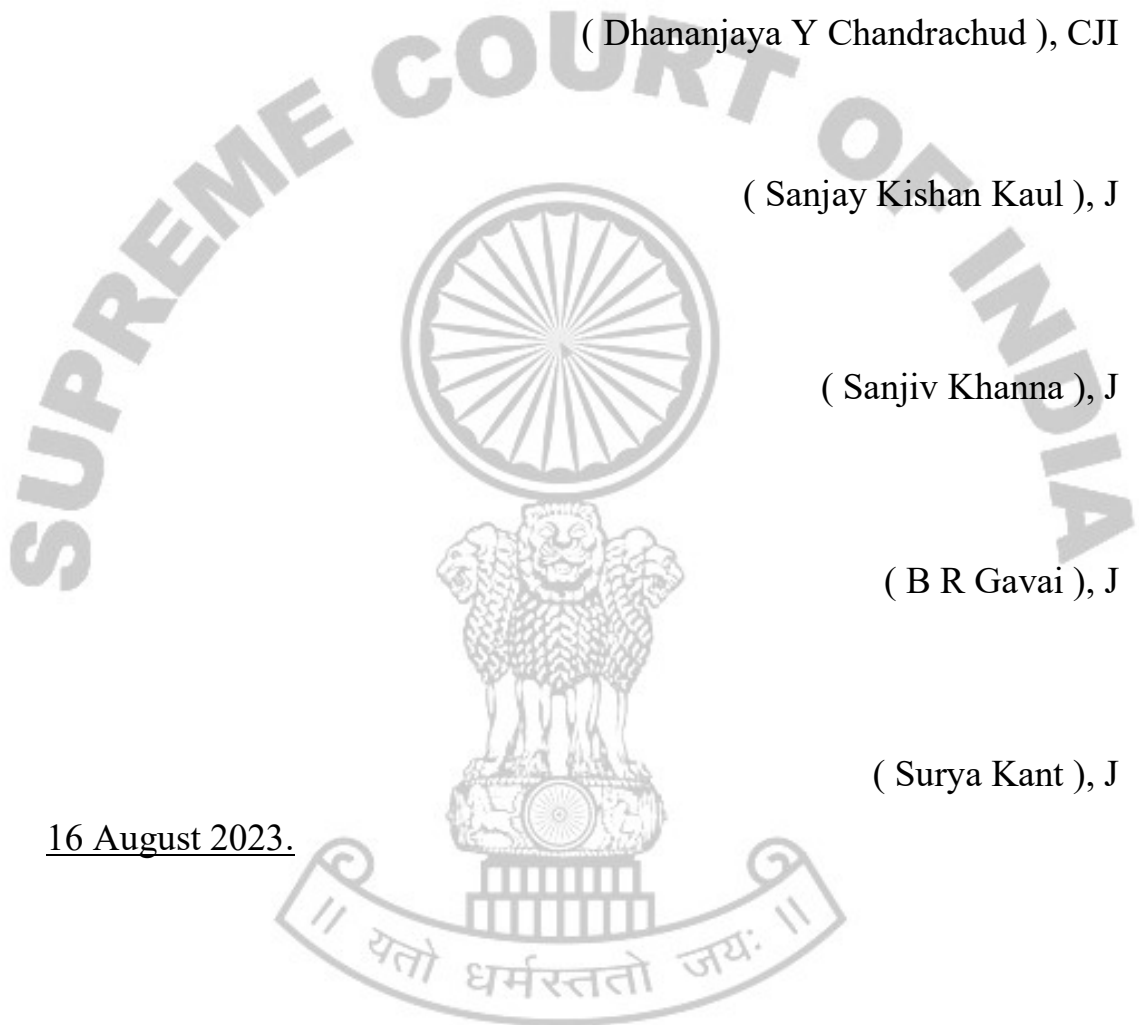 SUPREME COURT OF INDIA
( Dhananjaya Y Chandrachud ), CJI
( Sanjay Kishan Kaul ), J
( Sanjiv Khanna ), J
( B R Gavai ), J
( Surya Kant ), J
16 August 2023.
॥ यतो धर्मस्ततो जयः ॥